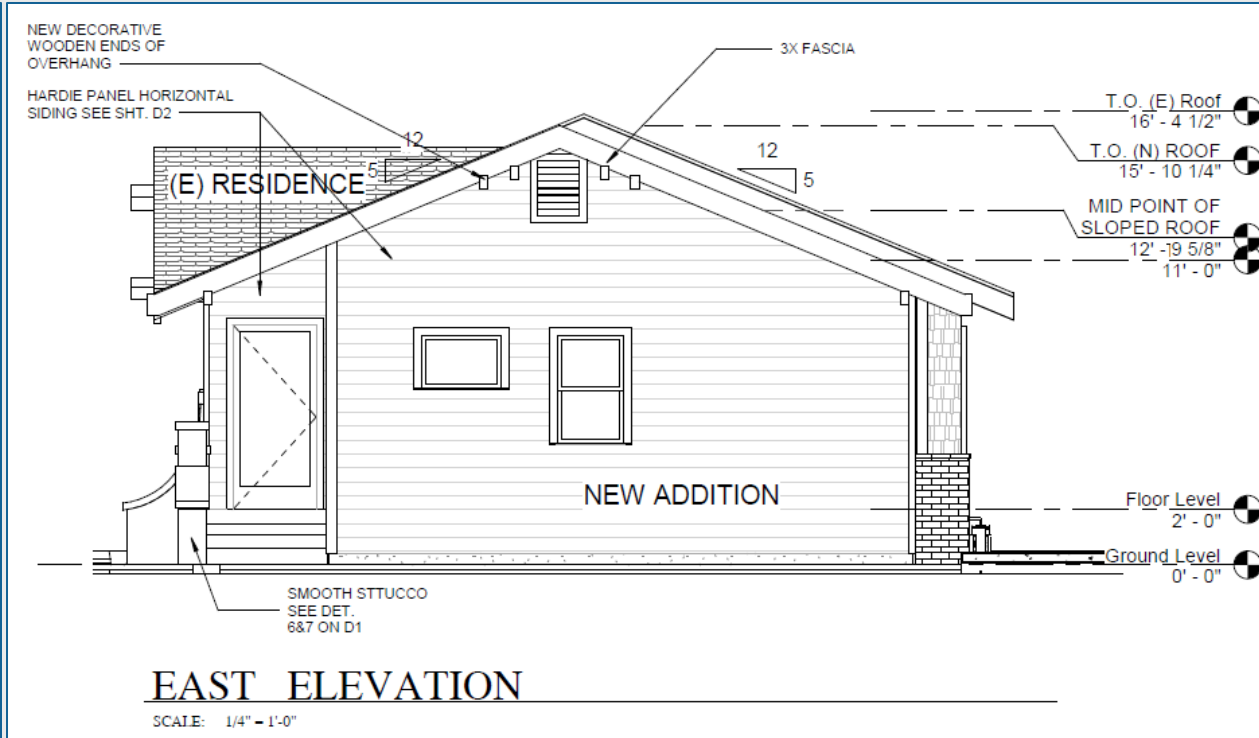 NEW DECORATIVE
WOODEN ENDS OF
OVERHANG
HARDIE PANEL HORIZONTAL
SIDING SEE SHT. D2
3X FASCIA
12
5
12
5
(E) RESIDENCE
T.O. (E) Roof
16' - 4 1/2"
T.O. (N) ROOF
15' - 10 1/4"
MID POINT OF
SLOPED ROOF
12' - 9 5/8"
11' - 0"
NEW ADDITION
Floor Level
2' - 0"
Ground Level
0' - 0"
SMOOTH STTUCCO
SEE DET.
6&7 ON D1
EAST ELEVATION
SCALE: 1/4" = 1'-0"